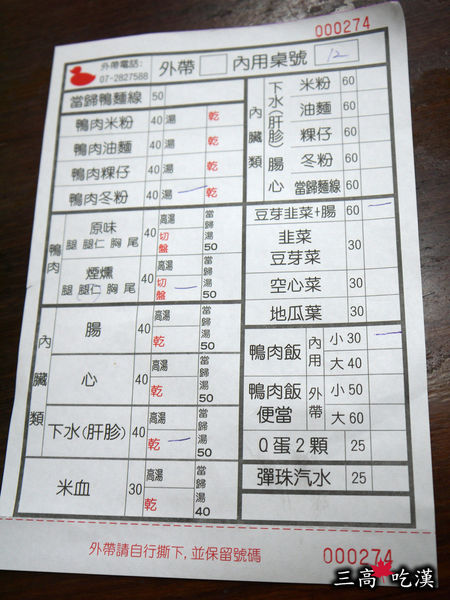 000274
外帶電話:
07-2827588
外帶 內用桌號 12
當歸鴨麵線 50
鴨肉米粉 40 湯 乾
鴨肉油麵 40 湯 乾
鴨肉粿仔 40 湯 乾
鴨肉冬粉 40 湯 乾
鴨肉
原味 40 高湯 切盤 當歸湯 50
腿 腿仁 胸 尾
煙燻 40 高湯 切盤 當歸湯 50
腿 腿仁 胸 尾
內臟類
腸 40 高湯 乾 當歸湯 50
心 40 高湯 乾 當歸湯 50
下水(肝胗) 40 高湯 乾 當歸湯 50
米血 30 高湯 乾 當歸湯 40
內臟類
下水(肝胗) 腸 心
米粉 60
油麵 60
粿仔 60
冬粉 60
當歸麵線 60
豆芽韭菜+腸 60
韭菜
豆芽菜 30
空心菜 30
地瓜葉 30
鴨肉飯 內用 小 30
大 40
鴨肉飯便當 外帶 小 50
大 60
Q蛋2顆 25
彈珠汽水 25
外帶請自行撕下,並保留號碼 000274
三高吃漢